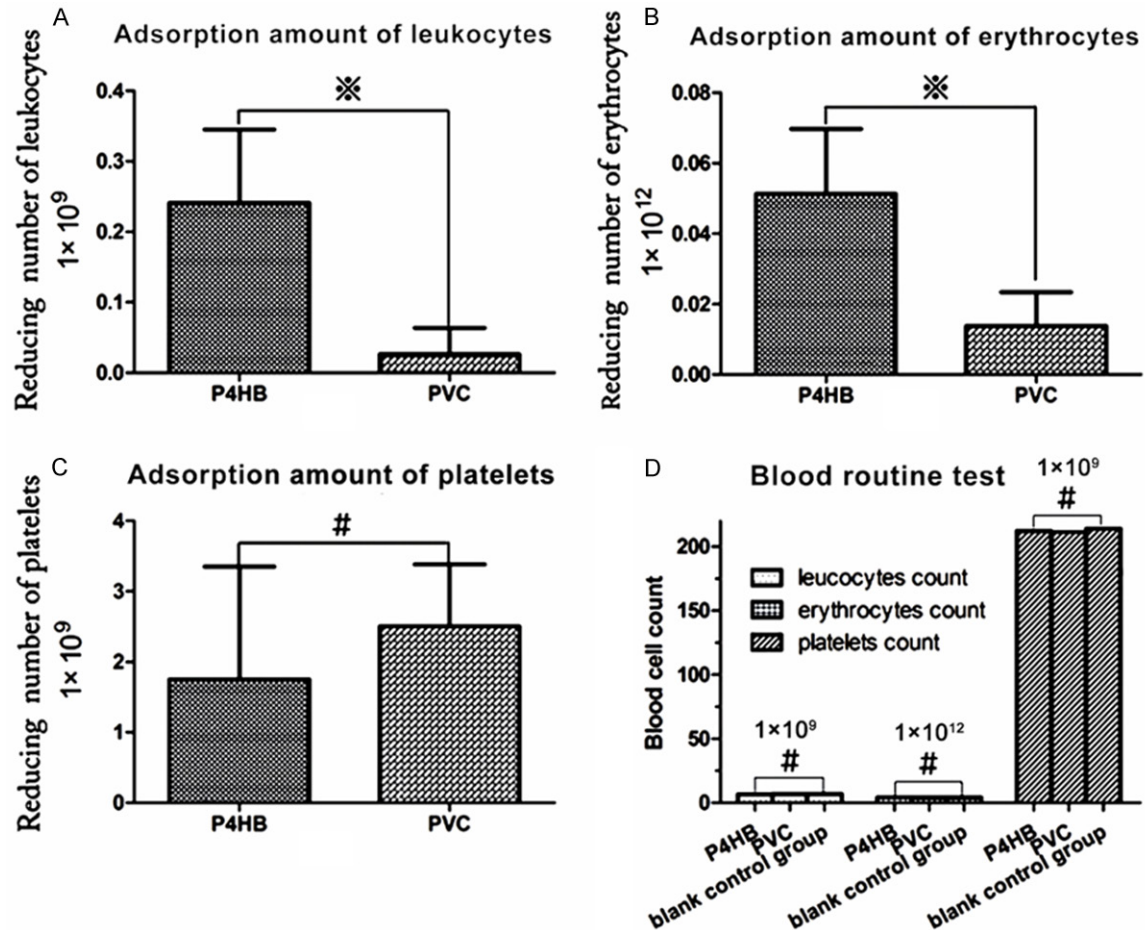 A
Adsorption amount of leukocytes
Reducing number of leukocytes
1× 10⁹
※
0.4
0.3
0.2
0.1
0.0
P4HB
PVC
B
Adsorption amount of erythrocytes
Reducing number of erythrocytes
1× 10¹²
※
0.08
0.06
0.04
0.02
0.00
P4HB
PVC
C
Adsorption amount of platelets
Reducing number of platelets
1× 10⁹
#
4
3
2
1
0
P4HB
PVC
D
Blood routine test
Blood cell count
200
150
100
50
0
leucocytes count
erythrocytes count
platelets count
1×10⁹
#
1×10¹²
#
1×10⁹
#
P4HB
PVC
blank control group
P4HB
PVC
blank control group
P4HB
PVC
blank control group